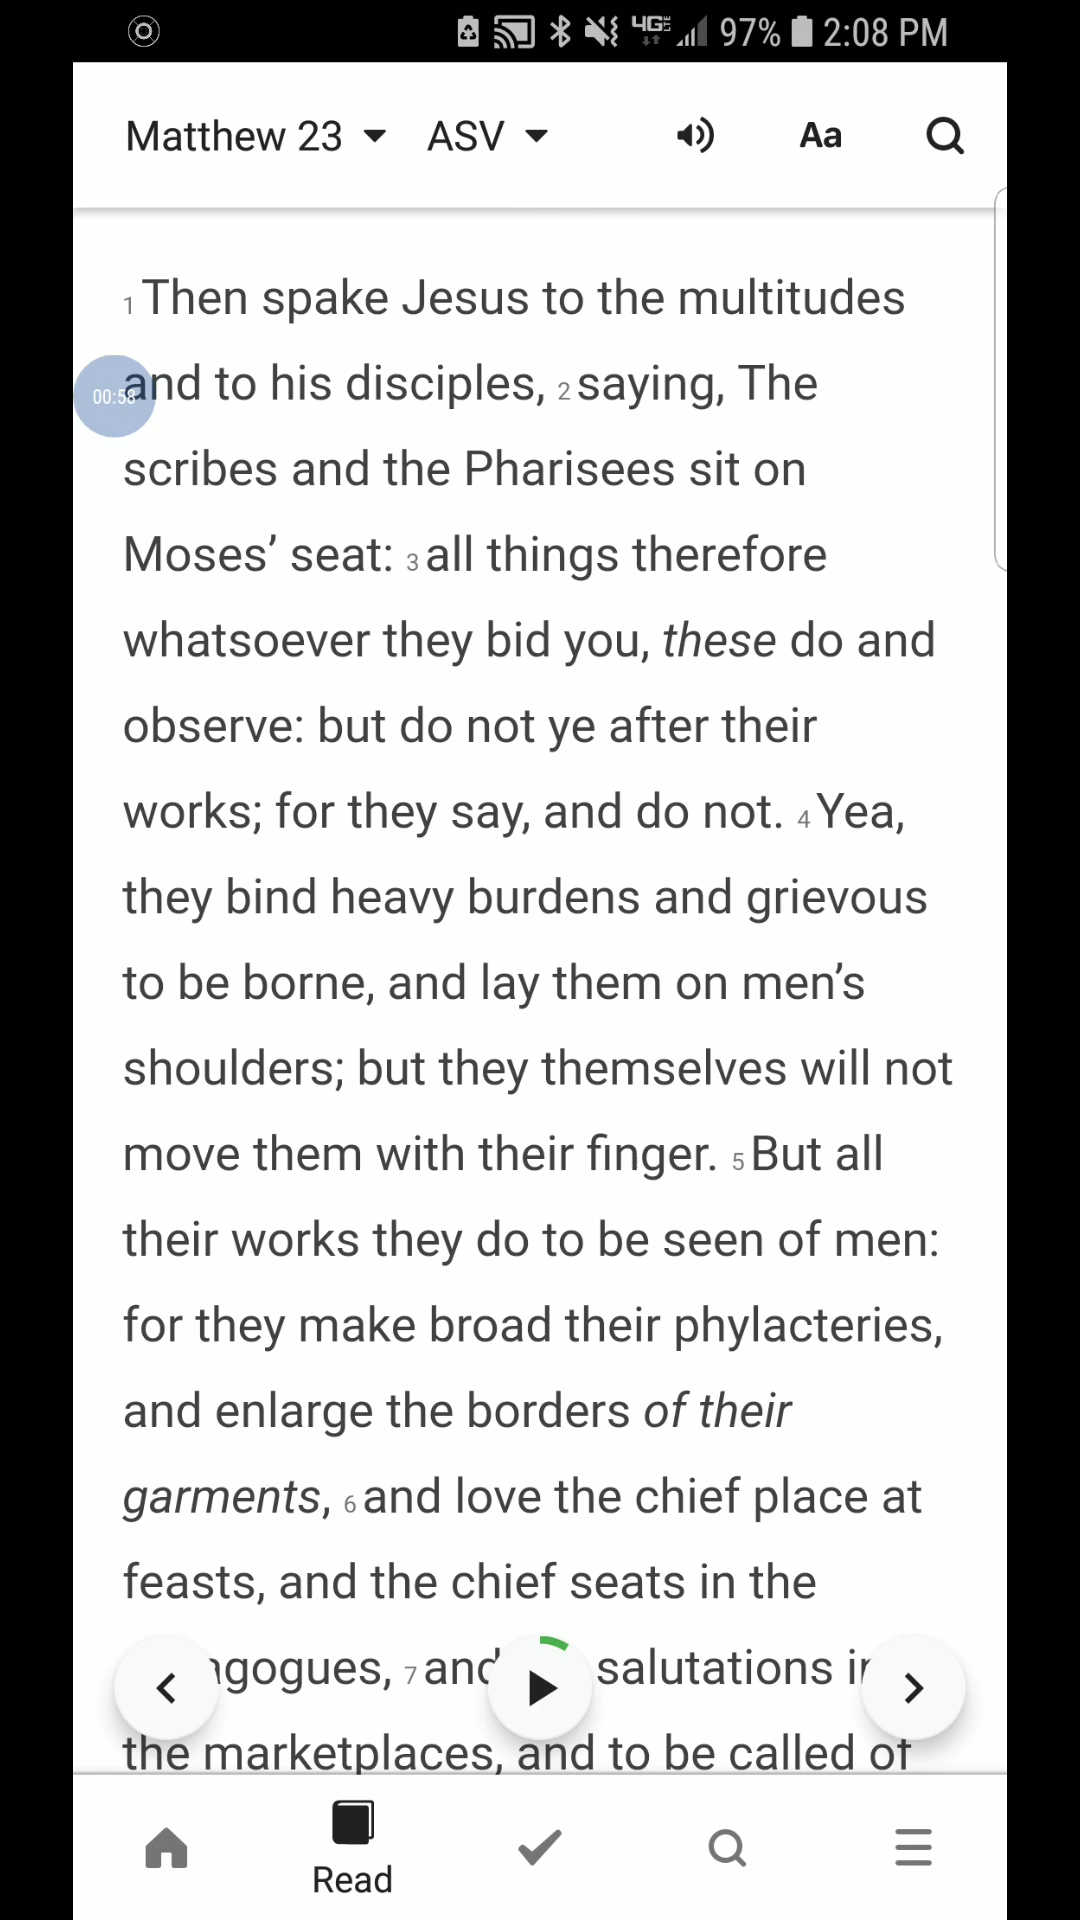 4G LTE 97% 2:08 PM
Matthew 23 ASV Aa
1 Then spake Jesus to the multitudes
00:58 and to his disciples, 2 saying, The
scribes and the Pharisees sit on
Moses’ seat: 3 all things therefore
whatsoever they bid you, these do and
observe: but do not ye after their
works; for they say, and do not. 4 Yea,
they bind heavy burdens and grievous
to be borne, and lay them on men’s
shoulders; but they themselves will not
move them with their finger. 5 But all
their works they do to be seen of men:
for they make broad their phylacteries,
and enlarge the borders of their
garments, 6 and love the chief place at
feasts, and the chief seats in the
agogues, 7 and salutations in
the marketplaces, and to be called of
Read